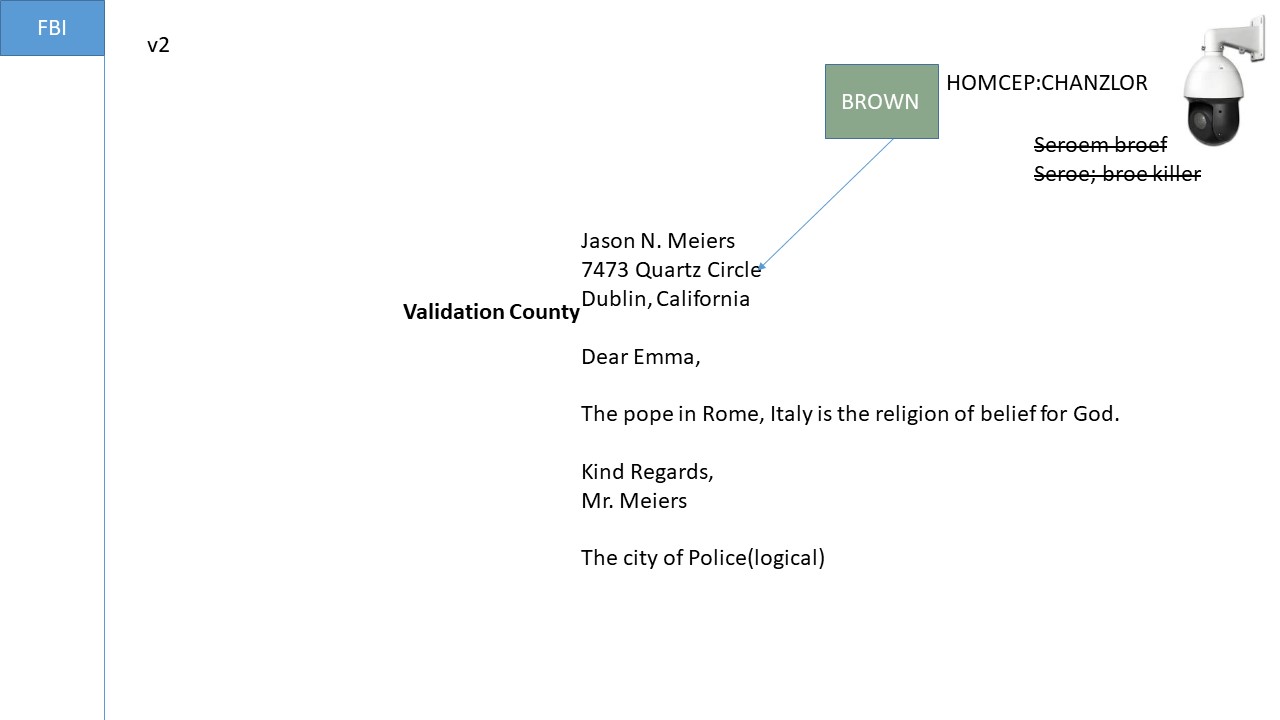 FBI
v2
BROWN
HOMCEP:CHANZLOR
Seroem broef
Seroe; broe killer
Jason N. Meiers
7473 Quartz Circle
Dublin, California
Validation County
Dear Emma,
The pope in Rome, Italy is the religion of belief for God.
Kind Regards,
Mr. Meiers
The city of Police(logical)